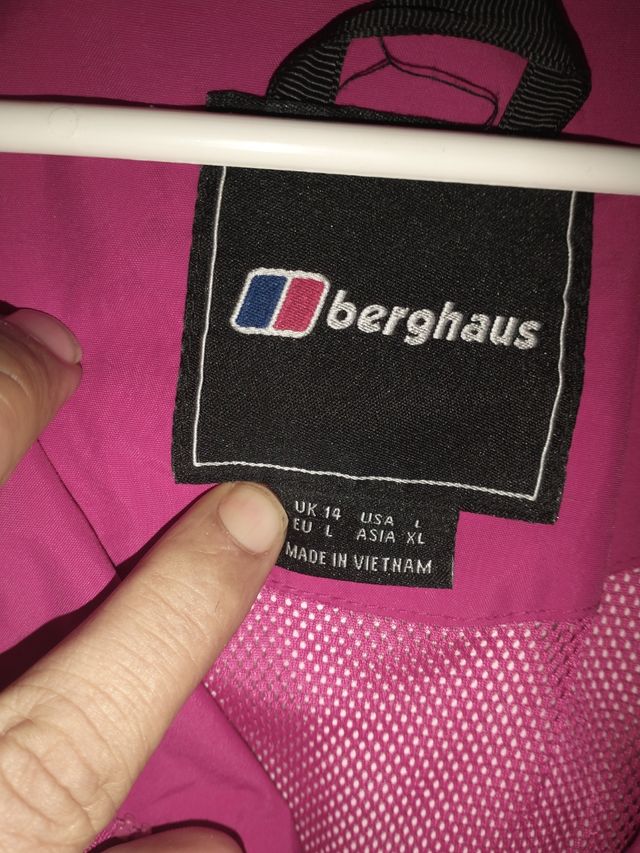 berghaus
UK 14 USA L
EU L ASIA XL
MADE IN VIETNAM